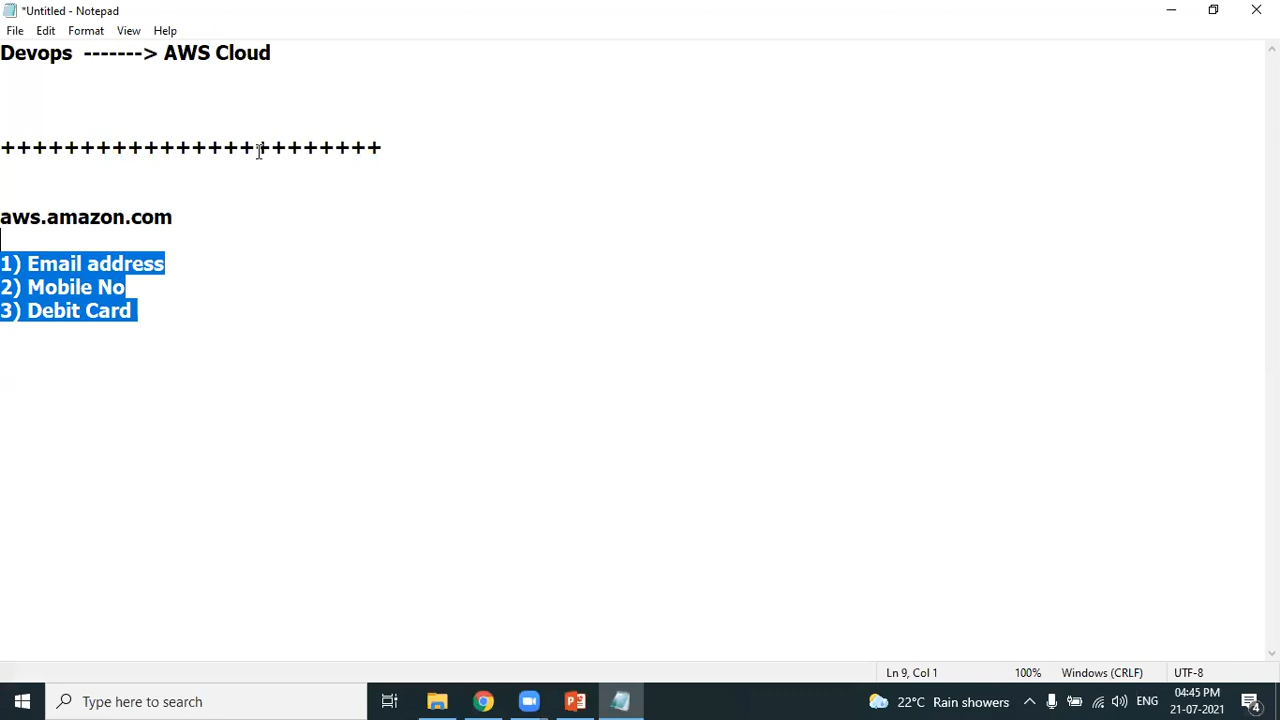 *Untitled - Notepad
File Edit Format View Help
Devops -------> AWS Cloud
++++++++++++++++++++++++
aws.amazon.com
1) Email address
2) Mobile No
3) Debit Card
Ln 9, Col 1 100% Windows (CRLF) UTF-8
Type here to search 22°C Rain showers ENG 04:45 PM
21-07-2021 4